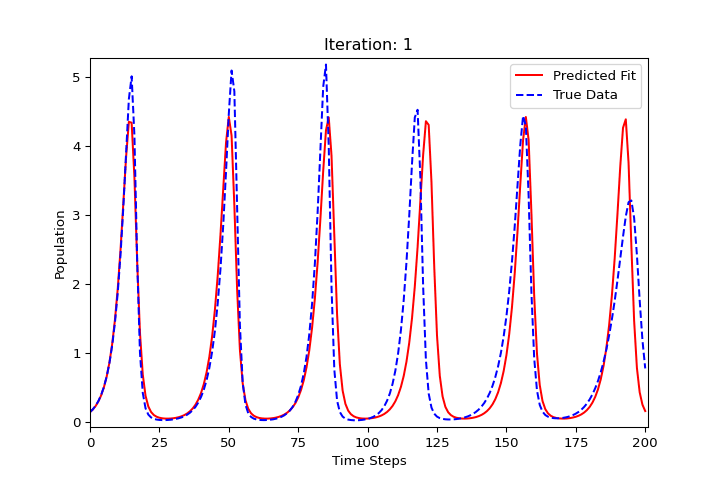 Iteration: 1
Predicted Fit
True Data
Population
5
4
3
2
1
0
0 25 50 75 100 125 150 175 200
Time Steps